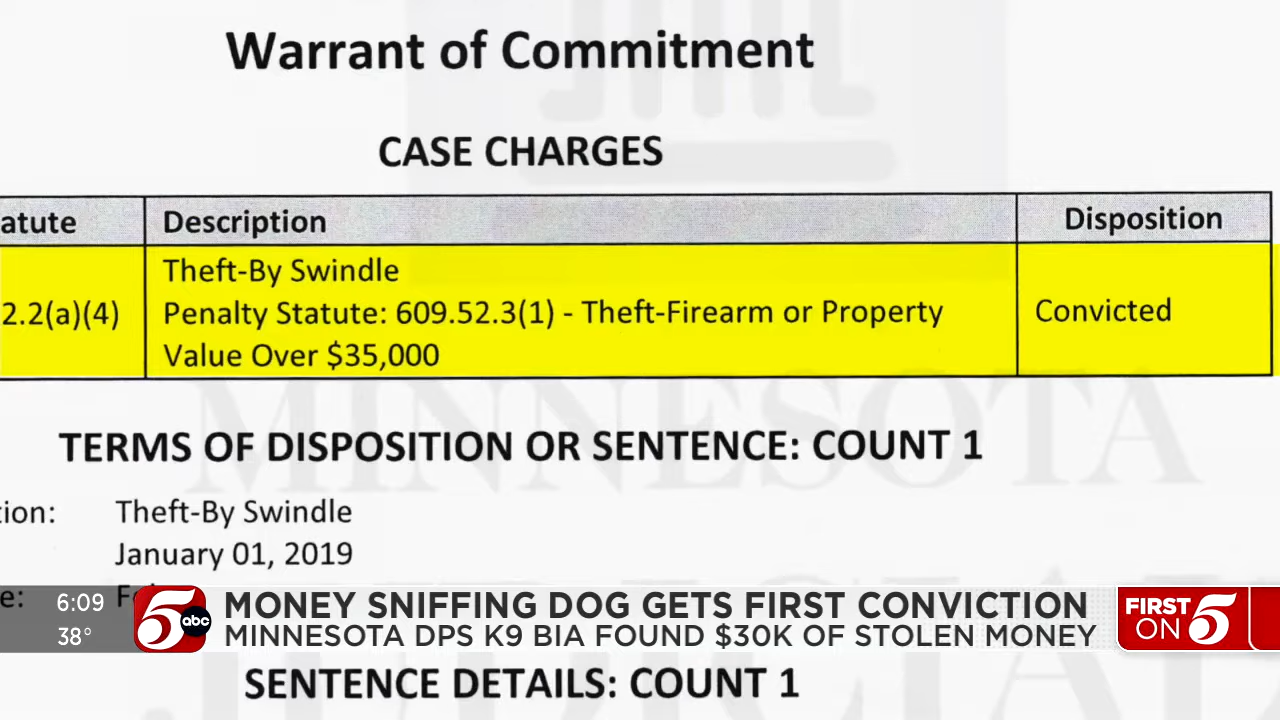 Warrant of Commitment
CASE CHARGES
atute Description Disposition
Theft-By Swindle
2.2(a)(4) Penalty Statute: 609.52.3(1) - Theft-Firearm or Property Convicted
Value Over $35,000
MINNESOTA
TERMS OF DISPOSITION OR SENTENCE: COUNT 1
tion: Theft-By Swindle
January 01, 2019
e: F
JUDICIAL
6:09
38°
5 abc
MONEY SNIFFING DOG GETS FIRST CONVICTION
MINNESOTA DPS K9 BIA FOUND $30K OF STOLEN MONEY
FIRST
ON 5
SENTENCE DETAILS: COUNT 1